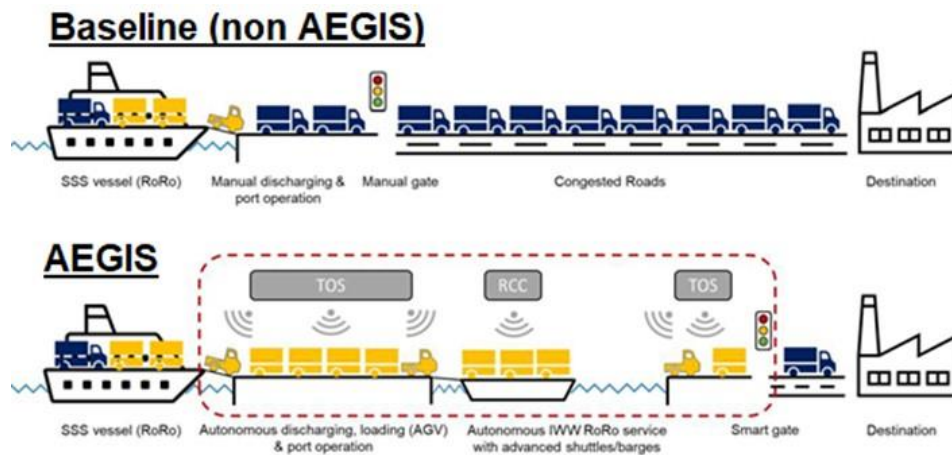 Baseline (non AEGIS)
SSS vessel (RoRo)
Manual discharging &
port operation
Manual gate
Congested Roads
Destination
AEGIS
TOS
RCC
TOS
SSS vessel (RoRo)
Autonomous discharging, loading (AGV)
& port operation
Autonomous IWW RoRo service
with advanced shuttles/barges
Smart gate
Destination